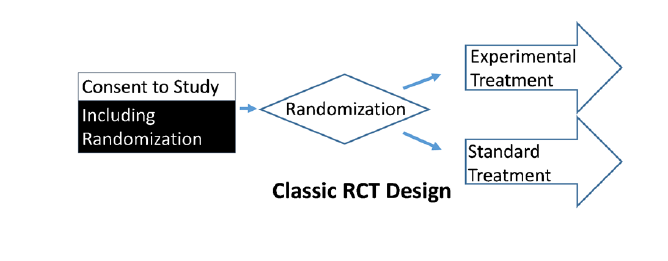 Consent to Study
Including
Randomization
Randomization
Experimental
Treatment
Standard
Treatment
Classic RCT Design